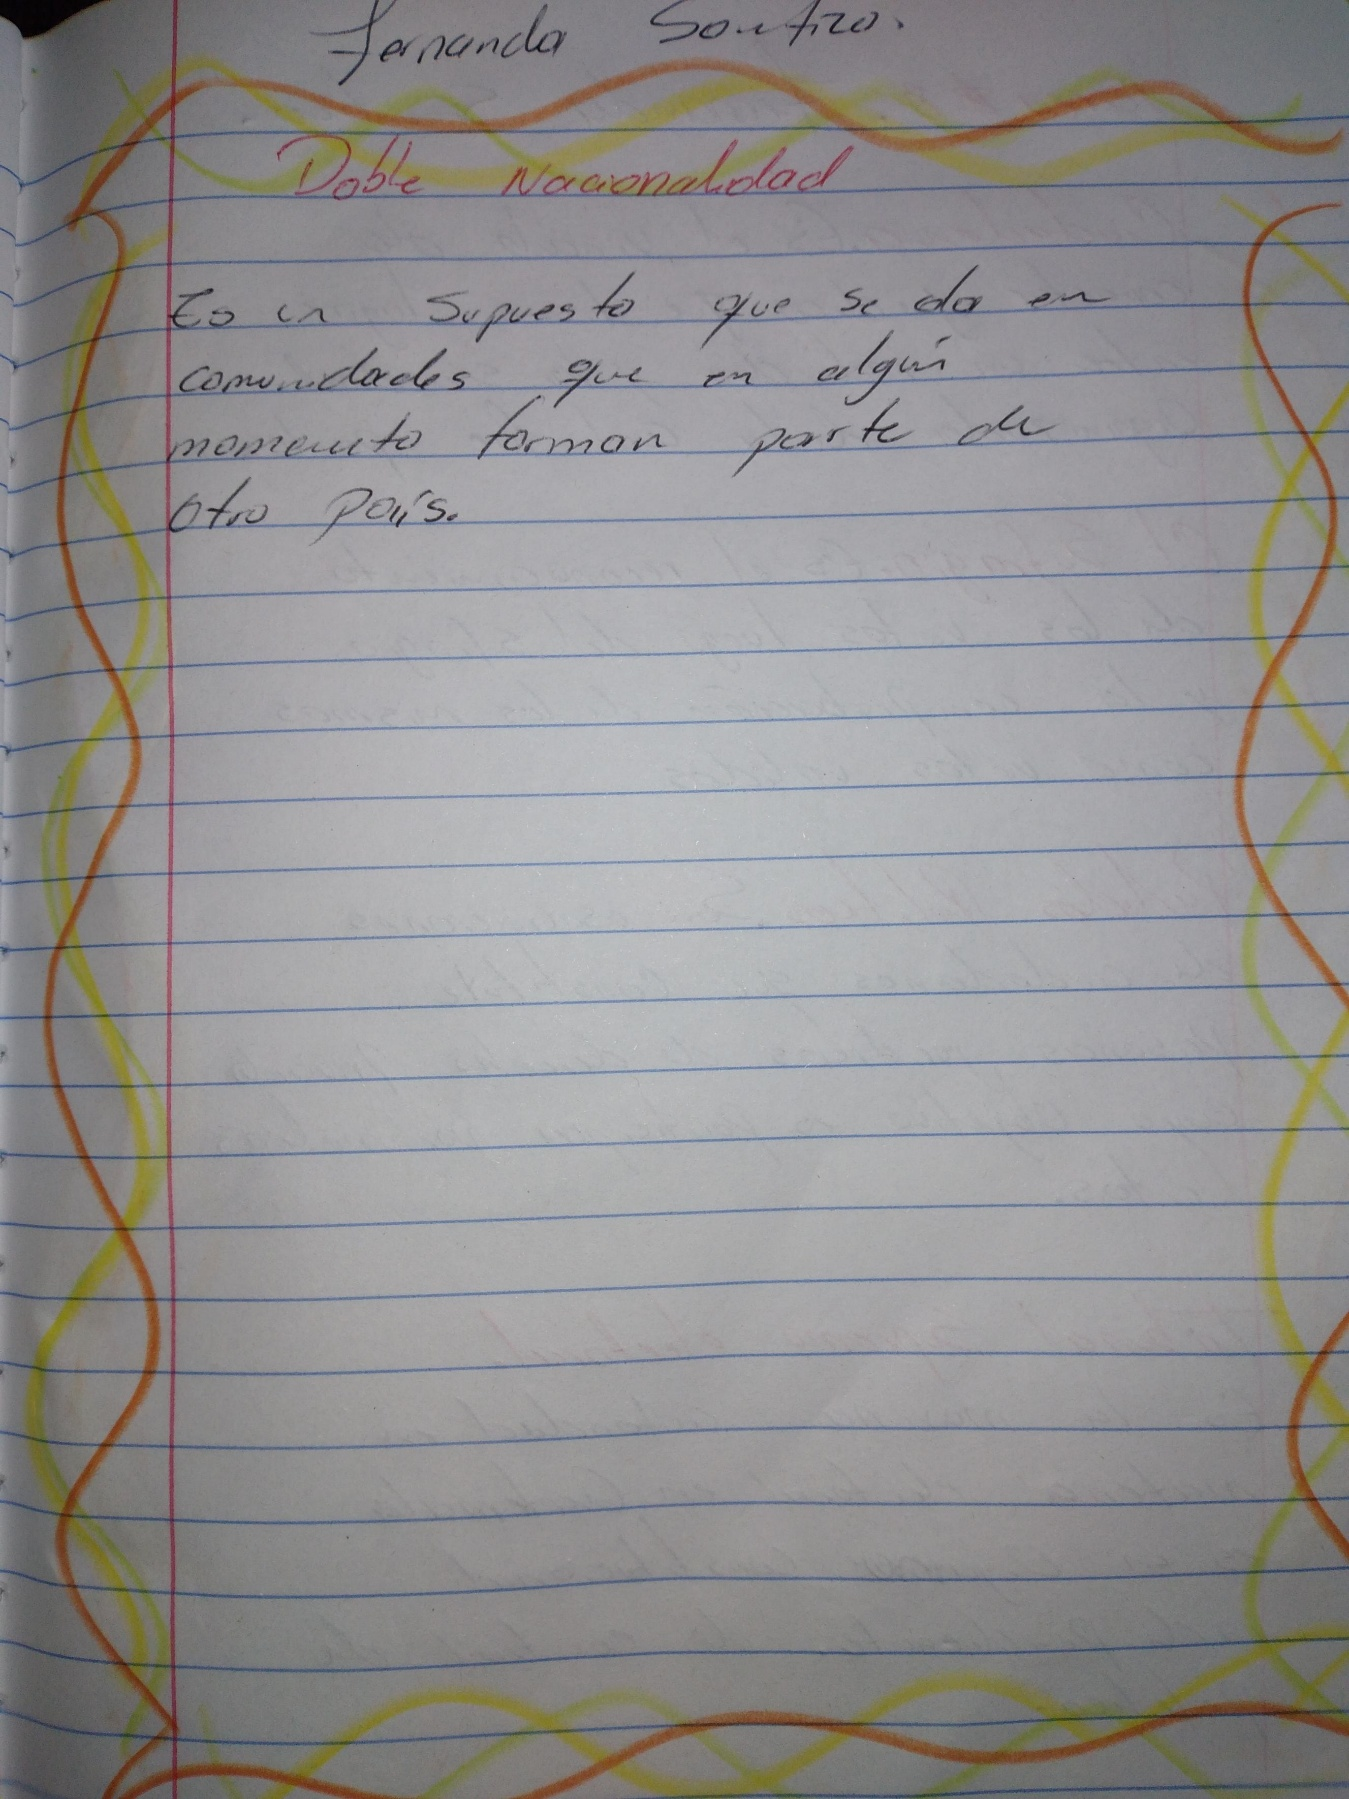 Fernanda
Doble Nacionalidad
Es un Supuesto que se da en
comunidades que en algún
momento forman parte de
otro país.